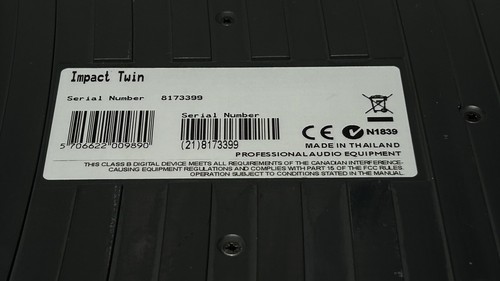 Impact Twin
Serial Number 8173399
Serial Number
5 706622 009890
(21)8173399
CE N1839
MADE IN THAILAND
PROFESSIONAL AUDIO EQUIPMENT
THIS CLASS B DIGITAL DEVICE MEETS ALL REQUIREMENTS OF THE CANADIAN INTERFERENCE-
CAUSING EQUIPMENT REGULATIONS AND COMPLIES WITH PART 15 OF THE FCC RULES.
OPERATION SUBJECT TO CONDITIONS STATED IN THE MANUAL.